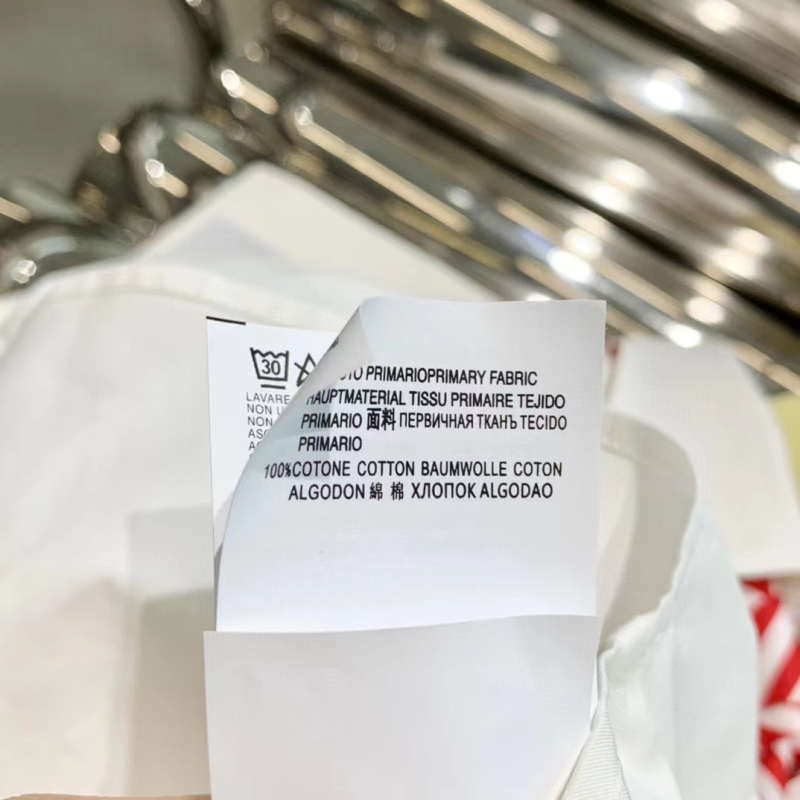 30
LAVARE
NON U
NON
ASC
A
TO PRIMARIOPRIMARY FABRIC
HAUPTMATERIAL TISSU PRIMAIRE TEJIDO
PRIMARIO 面料 ПЕРВИЧНАЯ ТКАНЪ TECIDO
PRIMARIO
100%COTONE COTTON BAUMWOLLE COTON
ALGODON 綿 棉 ХЛОПОК ALGODAO